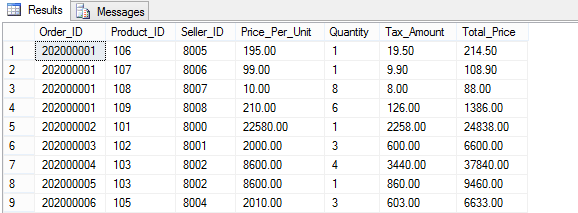 Results Messages
Order_ID Product_ID Seller_ID Price_Per_Unit Quantity Tax_Amount Total_Price
1 202000001 106 8005 195.00 1 19.50 214.50
2 202000001 107 8006 99.00 1 9.90 108.90
3 202000001 108 8007 10.00 8 8.00 88.00
4 202000001 109 8008 210.00 6 126.00 1386.00
5 202000002 101 8000 22580.00 1 2258.00 24838.00
6 202000003 102 8001 2000.00 3 600.00 6600.00
7 202000004 103 8002 8600.00 4 3440.00 37840.00
8 202000005 103 8002 8600.00 1 860.00 9460.00
9 202000006 105 8004 2010.00 3 603.00 6633.00